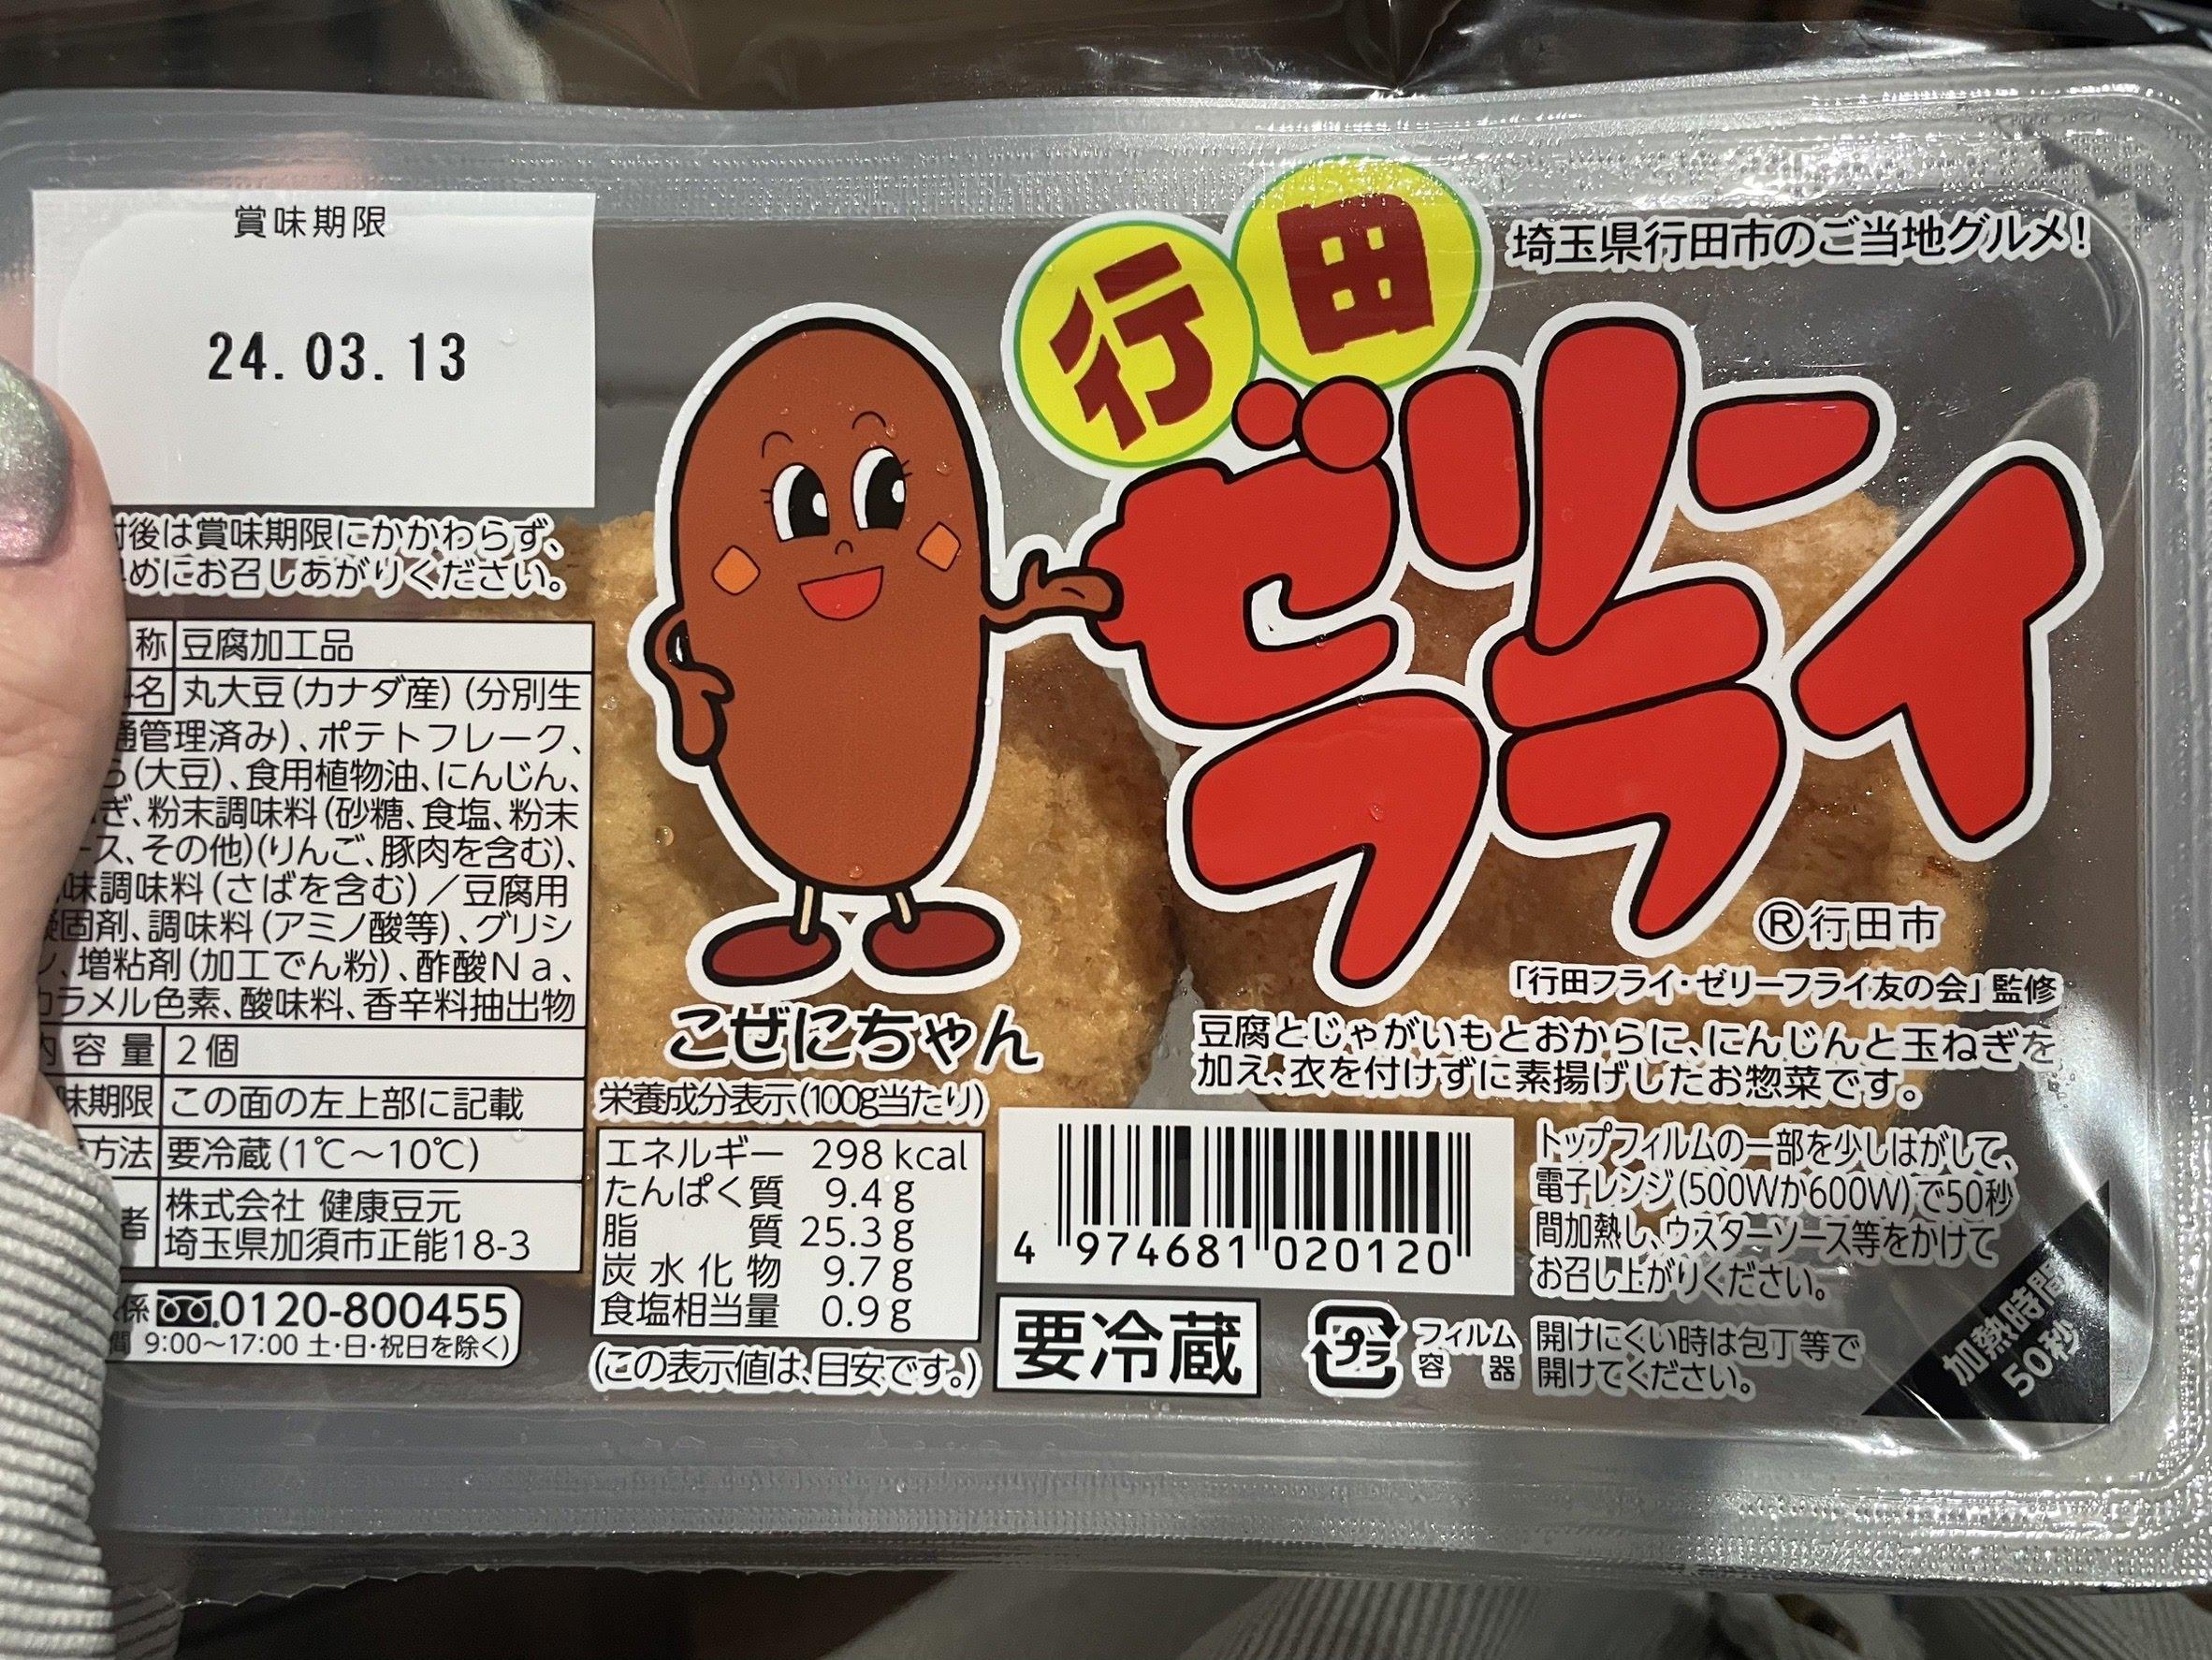 賞味期限
24.03.13
後は賞味期限にかかわらず、
めにお召しあがりください。
称 豆腐加工品
名 丸大豆(カナダ産)(分別生
通管理済み)、ポテトフレーク、
ら(大豆)、食用植物油、にんじん、
ぎ、粉末調味料(砂糖、食塩、粉末
ース、その他)(りんご、豚肉を含む)、
味調味料(さばを含む)/豆腐用
凝固剤、調味料(アミノ酸等)、グリシ
ン、増粘剤(加工でん粉)、酢酸Na、
カラメル色素、酸味料、香辛料抽出物
内容量 2個
味期限 この面の左上部に記載
方法 要冷蔵(1℃～10℃)
者 株式会社 健康豆元
埼玉県加須市正能18-3
係 0120-800455
間 9:00～17:00 土・日・祝日を除く)
埼玉県行田市のご当地グルメ!
行田
ゼリーフライ
®行田市
「行田フライ・ゼリーフライ友の会」監修
こぜにちゃん
豆腐とじゃがいもとおからに、にんじんと玉ねぎを
加え、衣を付けずに素揚げしたお惣菜です。
栄養成分表示(100g当たり)
エネルギー 298kcal
たんぱく質 9.4g
脂質 25.3g
炭水化物 9.7g
食塩相当量 0.9g
(この表示値は、目安です。)
4 974681 020120
要冷蔵
プラ
フィルム
容器
トップフィルムの一部を少しはがして、
電子レンジ(500Wか600W)で50秒
間加熱し、ウスターソース等をかけて
お召し上がりください。
開けにくい時は包丁等で
開けてください。
加熱時間
50秒